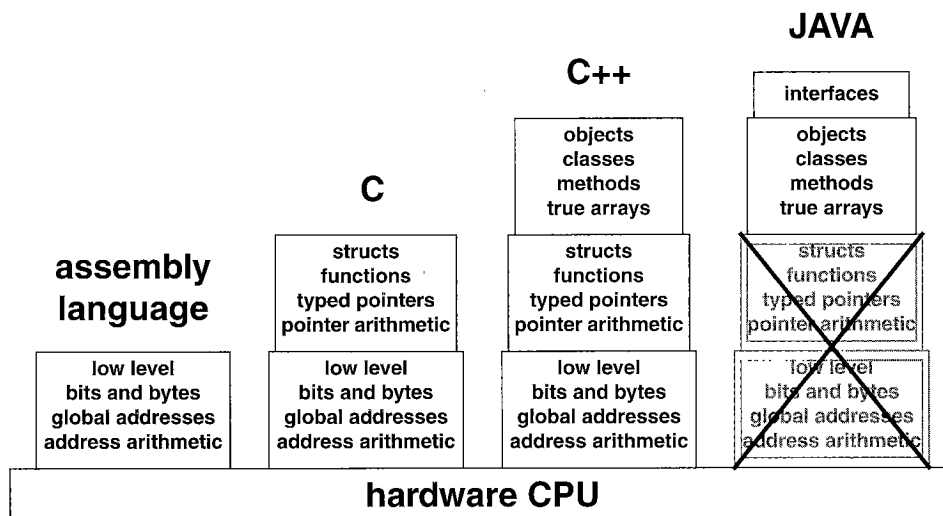 assembly
language
low level
bits and bytes
global addresses
address arithmetic
C
structs
functions
typed pointers
pointer arithmetic
low level
bits and bytes
global addresses
address arithmetic
C++
objects
classes
methods
true arrays
structs
functions
typed pointers
pointer arithmetic
low level
bits and bytes
global addresses
address arithmetic
JAVA
interfaces
objects
classes
methods
true arrays
structs
functions
typed pointers
pointer arithmetic
low level
bits and bytes
global addresses
address arithmetic
hardware CPU